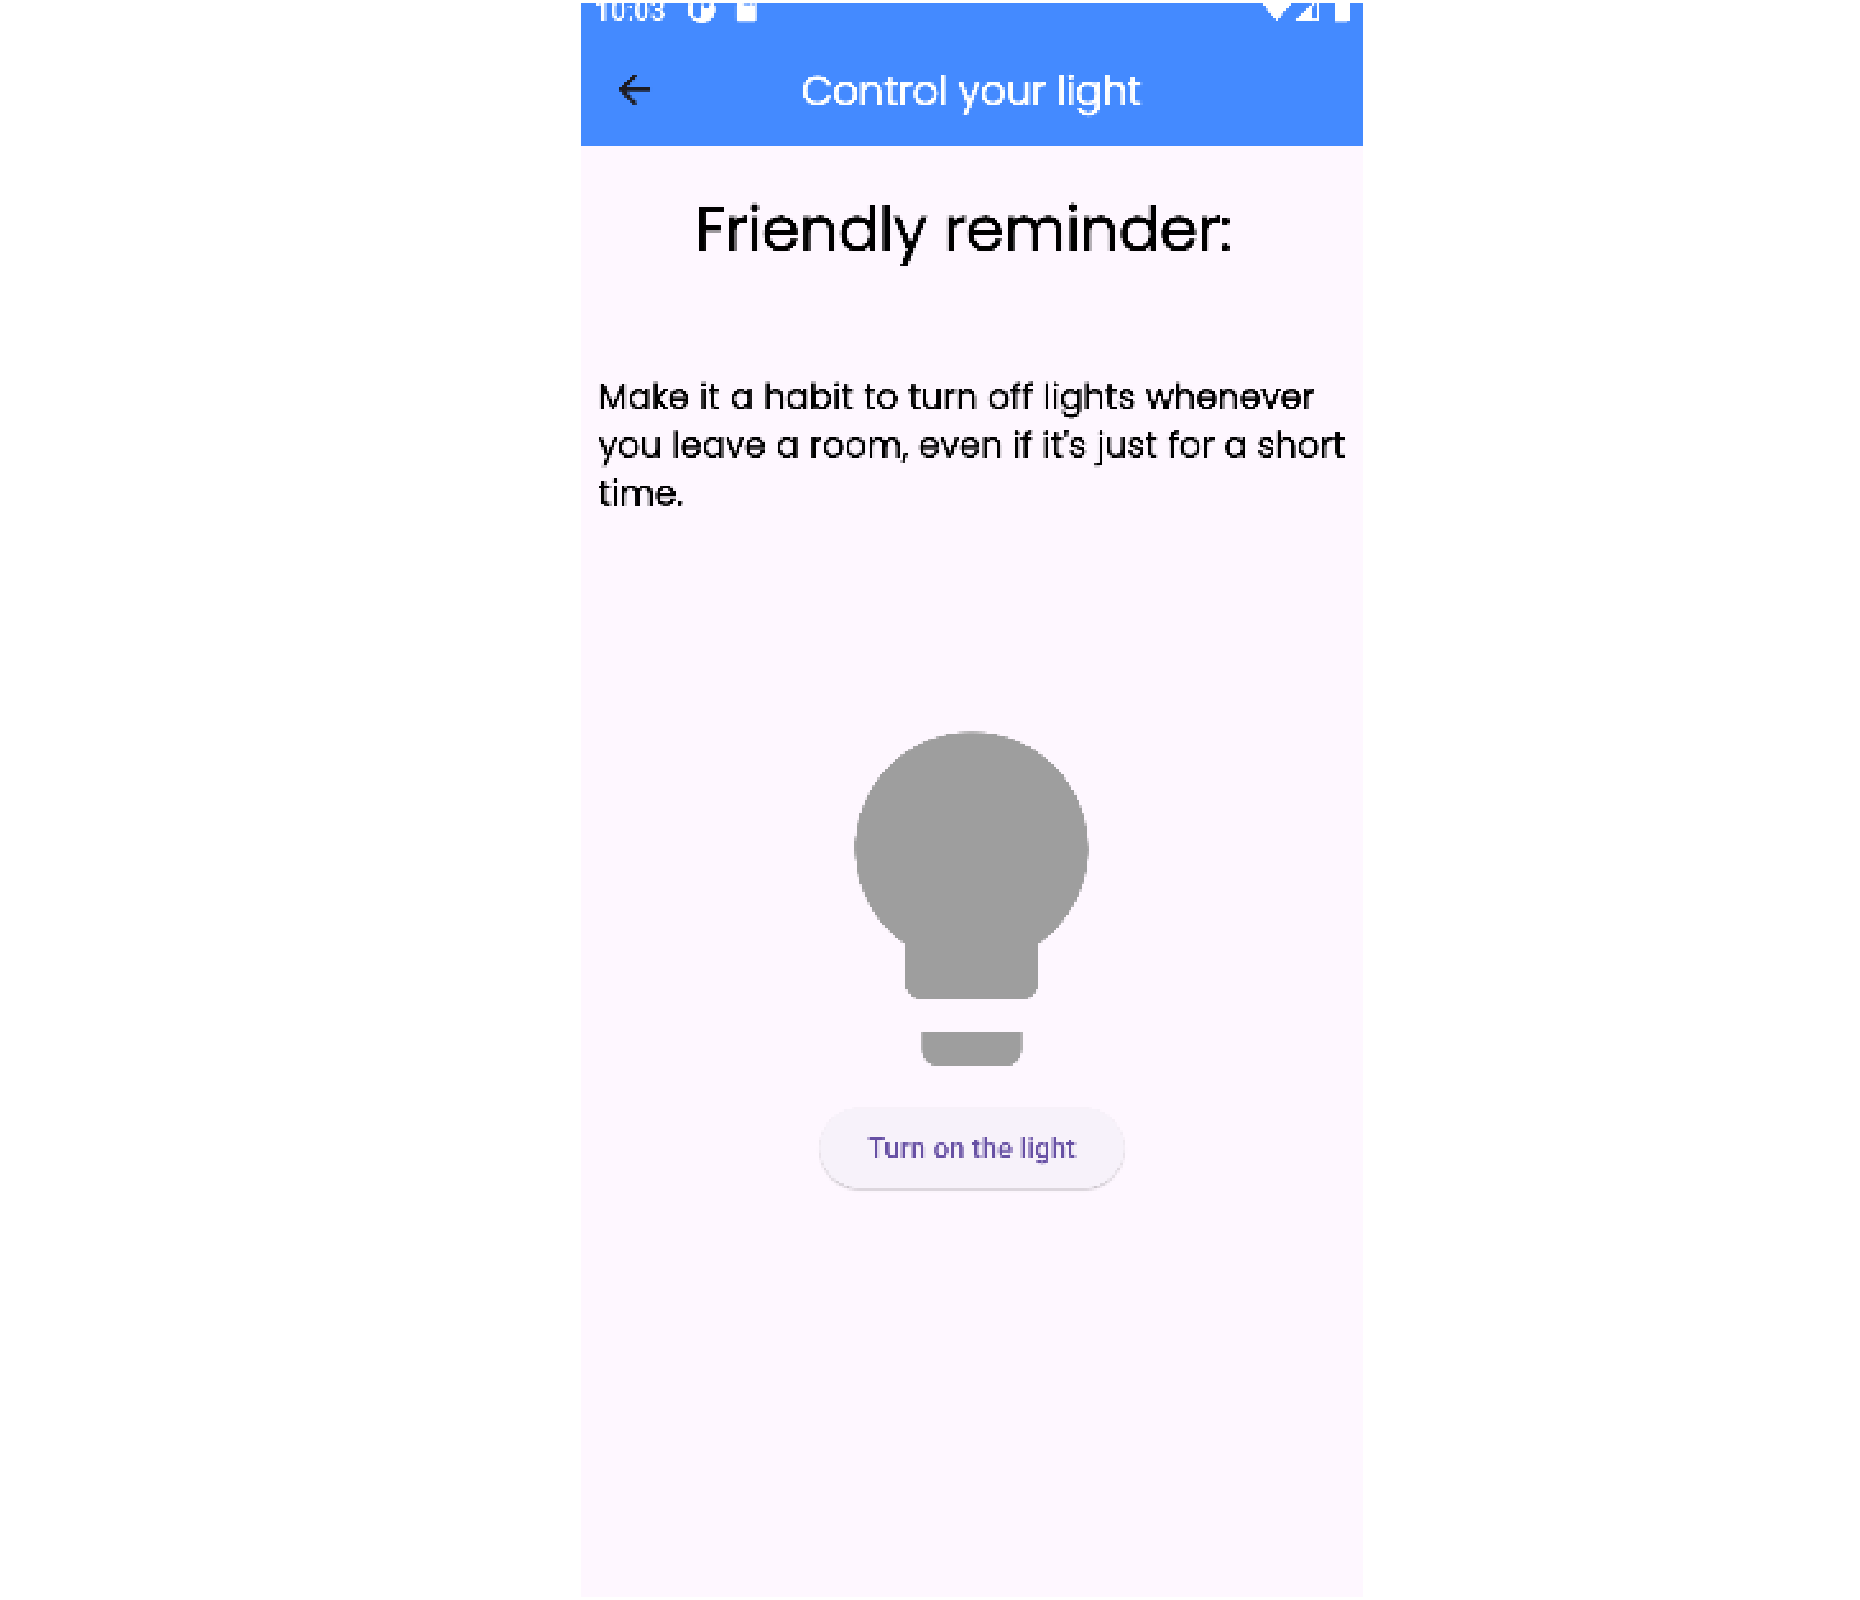 10:03
Control your light
Friendly reminder:
Make it a habit to turn off lights whenever
you leave a room, even if it's just for a short
time.
Turn on the light